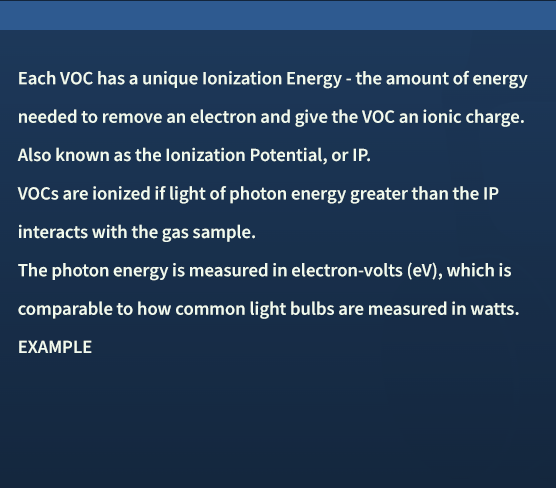 Each VOC has a unique Ionization Energy - the amount of energy
needed to remove an electron and give the VOC an ionic charge.
Also known as the Ionization Potential, or IP.
VOCs are ionized if light of photon energy greater than the IP
interacts with the gas sample.
The photon energy is measured in electron-volts (eV), which is
comparable to how common light bulbs are measured in watts.
EXAMPLE